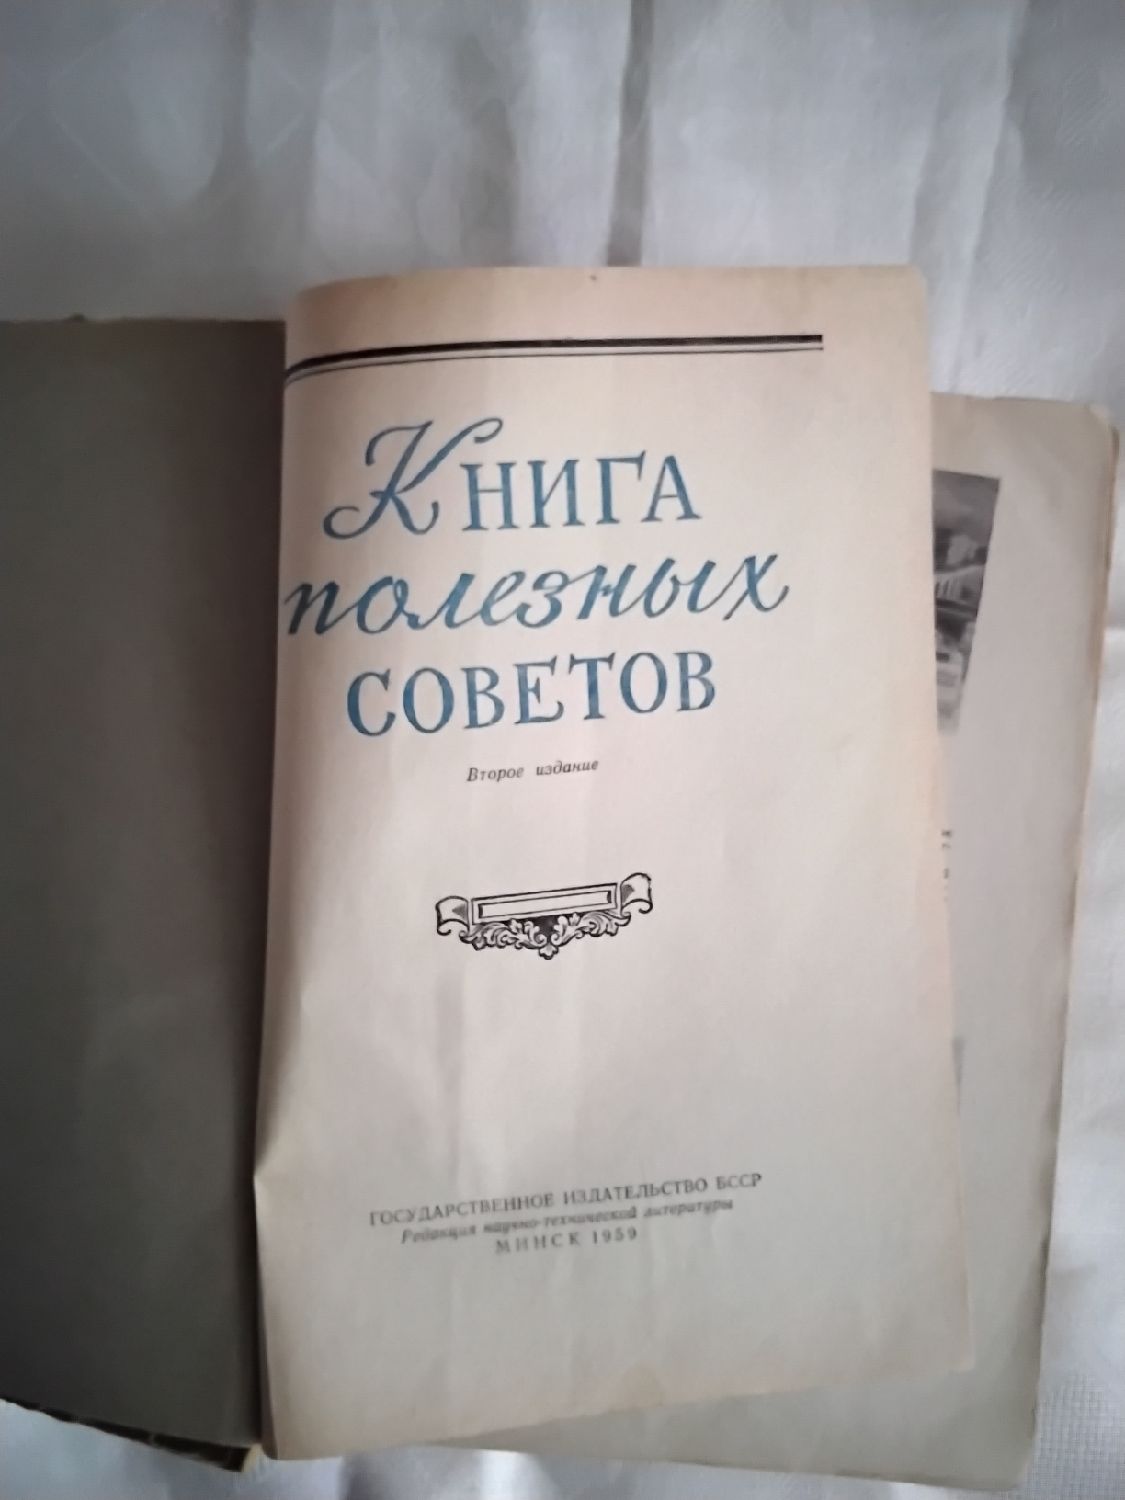 Книга
полезных
советов
Второе издание
ГОСУДАРСТВЕННОЕ ИЗДАТЕЛЬСТВО БССР
Редакция научно-технической литературы
МИНСК 1959